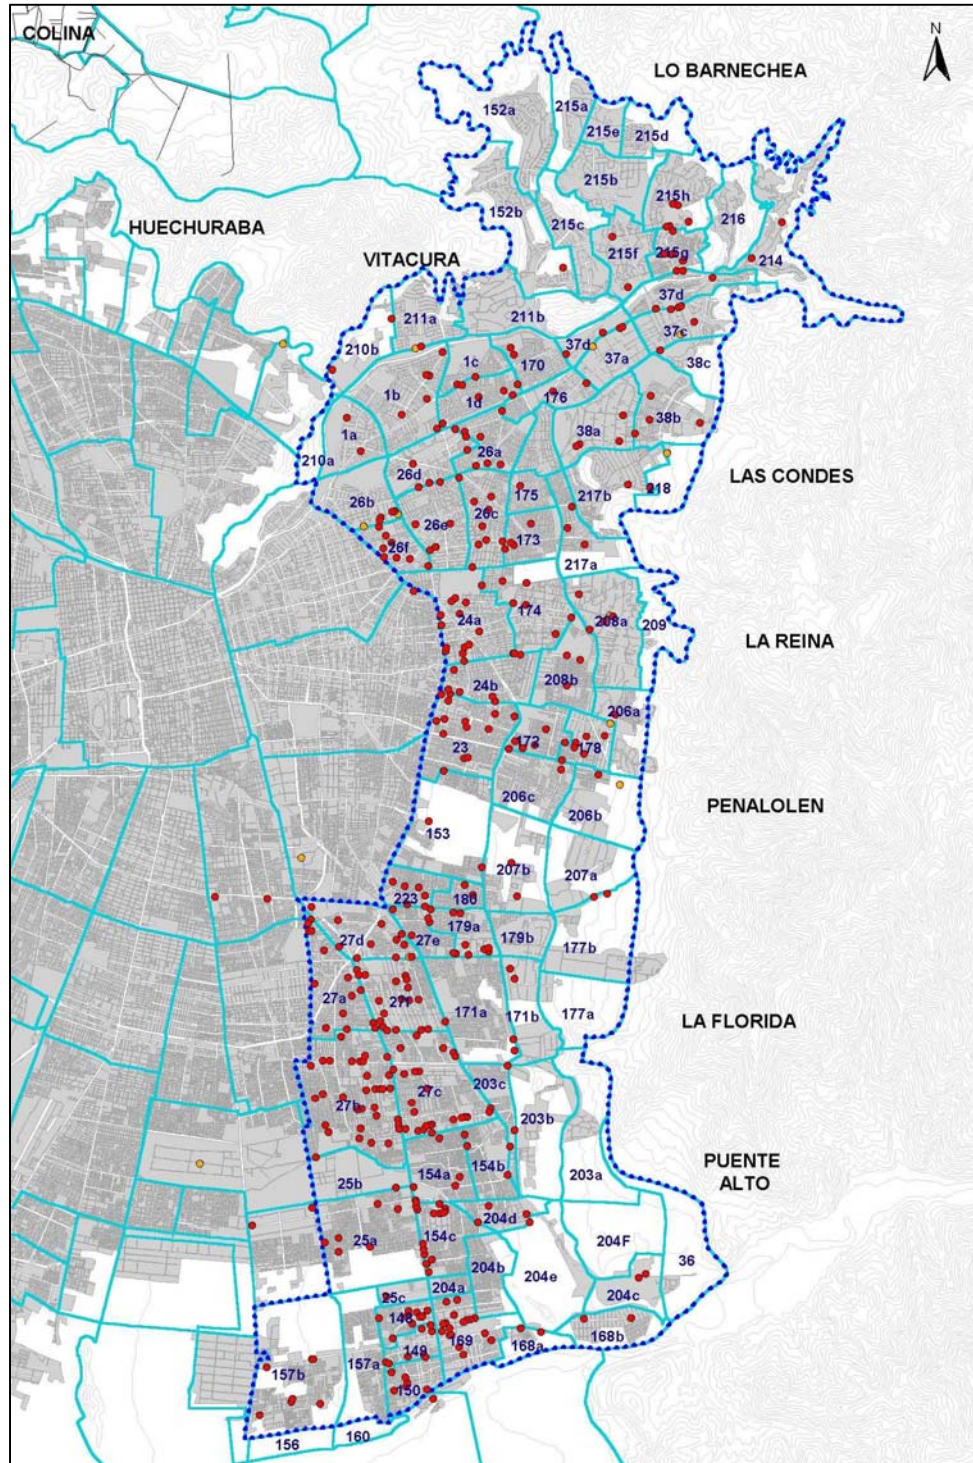 COLINA
N
LO BARNECHEA
152a
215a
215e
215d
215b
215h
152b
215c
216
HUECHURABA
215f
215g
214
VITACURA
37d
211a
211b
37c
210b
37d
37a
38c
1c
170
1b
1d
176
1a
38a
38b
26a
210a
26d
LAS CONDES
175
218
26b
217b
26c
26e
173
26f
217a
174
24a
208a
209
LA REINA
208b
24b
206a
172
178
23
206c
206b
PENALOLEN
153
207b
207a
223
180
179a
27d
27e
179b
177b
27a
27f
171a
171b
177a
LA FLORIDA
203c
27c
27b
203b
PUENTE
ALTO
154a
154b
203a
25b
204d
25a
154c
204F
204b
204e
36
204a
204c
25c
148
169
168a
168b
149
157a
157b
150
156
160